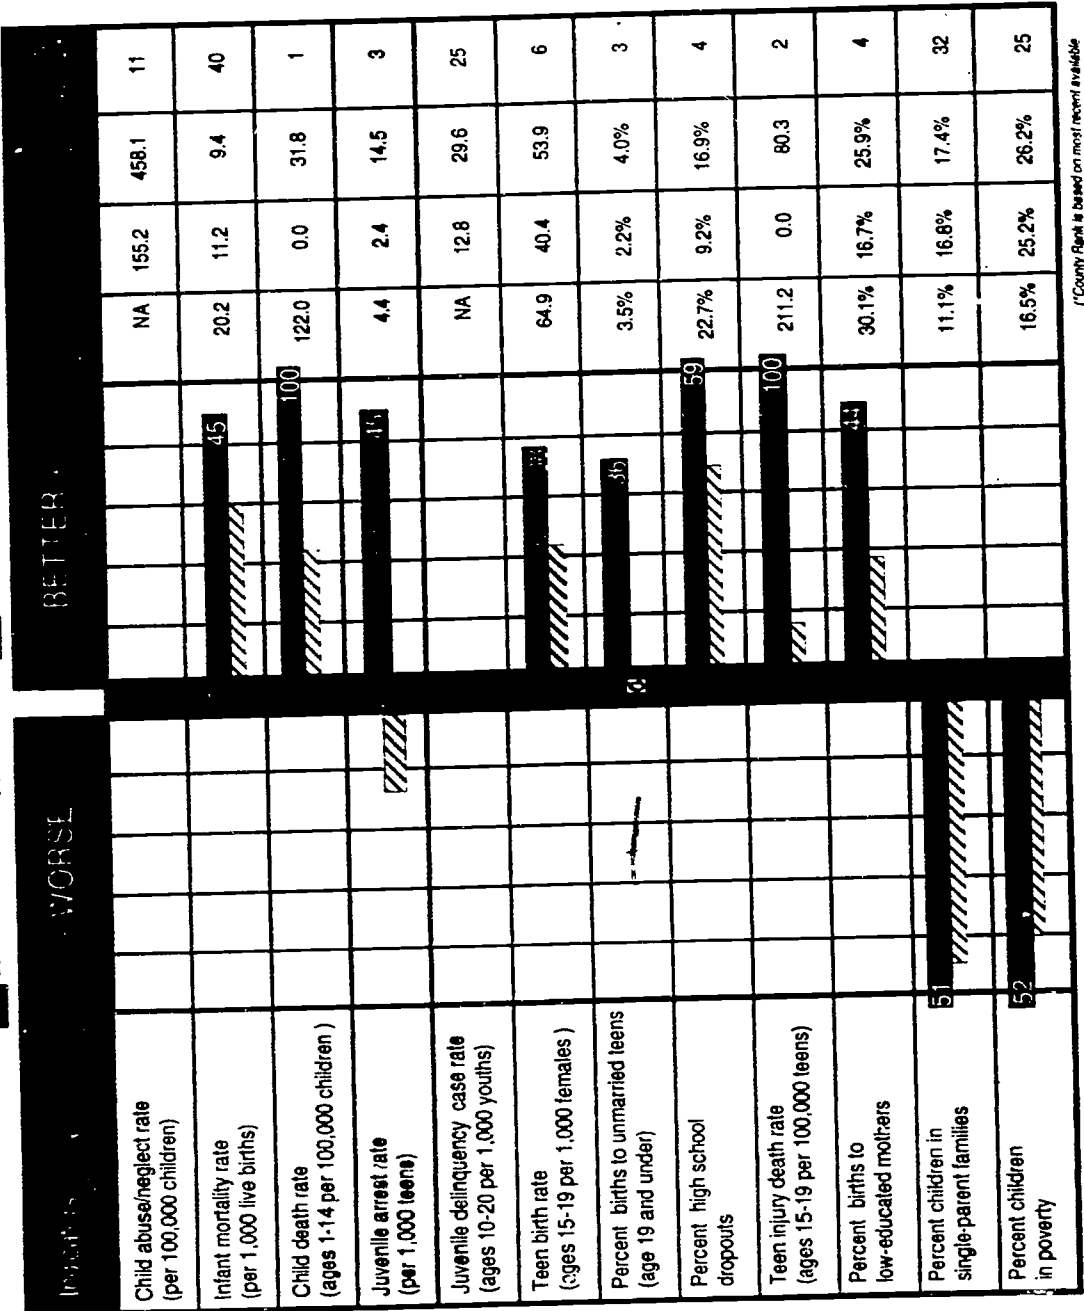 WORSE
BETTER
Child abuse/neglect rate
(per 100,000 children)
NA 155.2 458.1 11
Infant mortality rate
(per 1,000 live births)
45 20.2 11.2 9.4 40
Child death rate
(ages 1-14 per 100,000 children )
100 122.0 0.0 31.8 1
Juvenile arrest rate
(per 1,000 teens)
45 4.4 2.4 14.5 3
Juvenile delinquency case rate
(ages 10-20 per 1,000 youths)
NA 12.8 29.6 25
Teen birth rate
(ages 15-19 per 1,000 females )
64.9 40.4 53.9 6
Percent births to unmarried teens
(age 19 and under)
0 36 3.5% 2.2% 4.0% 3
Percent high school
dropouts
59 22.7% 9.2% 16.9% 4
Teen injury death rate
(ages 15-19 per 100,000 teens)
100 211.2 0.0 80.3 2
Percent births to
low-educated mothers
44 30.1% 16.7% 25.9% 4
Percent children in
single-parent families
51 11.1% 16.8% 17.4% 32
Percent children
in poverty
52 16.5% 25.2% 26.2% 25
(*County Rank is based on most recent available